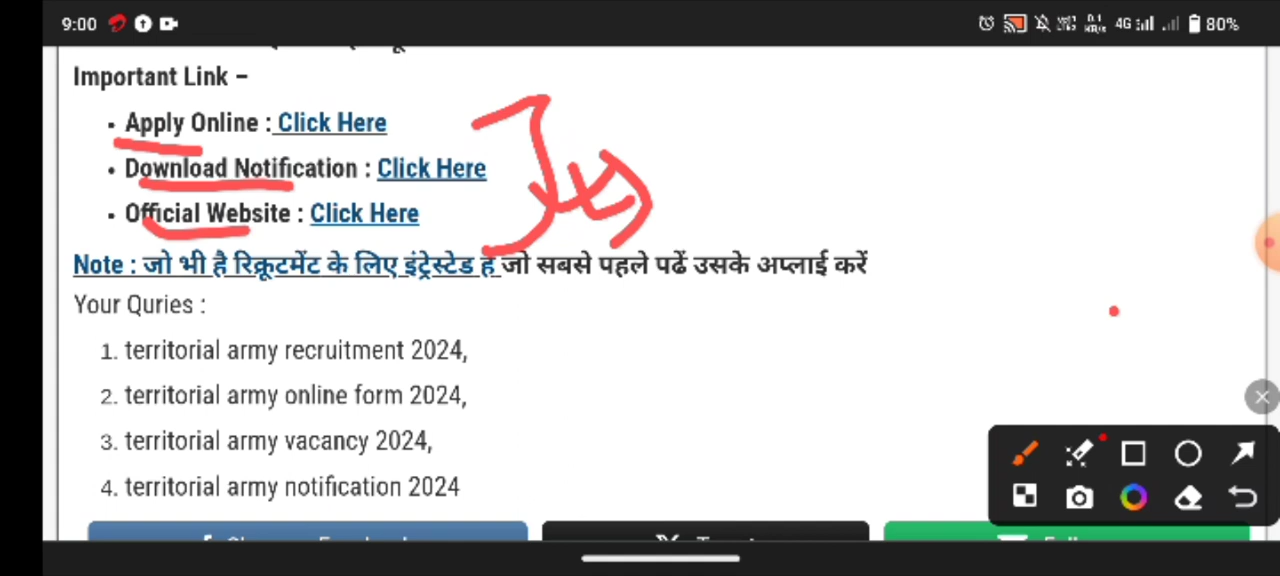 9:00
4G
80%
Important Link –
• Apply Online : Click Here
• Download Notification : Click Here
• Official Website : Click Here
Note : जो भी है रिक्रूटमेंट के लिए इंट्रेस्टेड है जो सबसे पहले पढें उसके अप्लाई करें
Your Quries :
1. territorial army recruitment 2024,
2. territorial army online form 2024,
3. territorial army vacancy 2024,
4. territorial army notification 2024